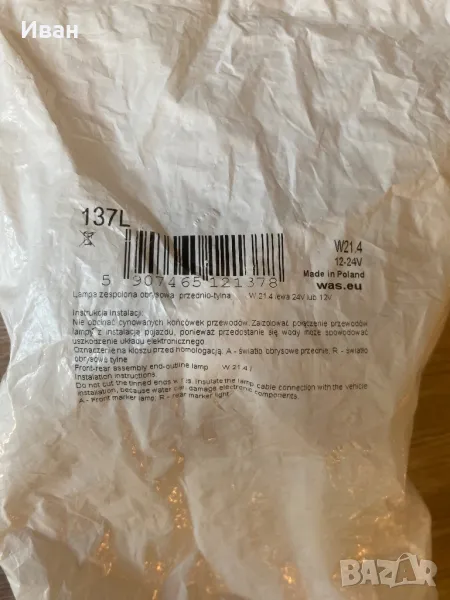 Иван
137L
W21.4
12-24V
Made in Poland
was.eu
5 907465 121378
Lampa zespolona obrysowa przednio-tylna W 21.4 lewa 24V lub 12V
Instrukcja instalacji
Nie obcinać cynowanych końcówek przewodów. Zaizolować połączenie przewodów
lampy z instalacją pojazdu, ponieważ przedostanie się wody może spowodować
uszkodzenie układu elektronicznego
Oznaczenie na kloszu przed homologacją: A - światło obrysowe przednie, R - światło
obrysowe tylne
Front-rear assembly end-outline lamp W 21.4 l
Instalation instructions
Do not cut the tinned ends w s. Insulate the lamp cable connection with the vehicle
installation, because water can damage electronic components.
A - Front marker lamp; R - rear marker light
BAZAR